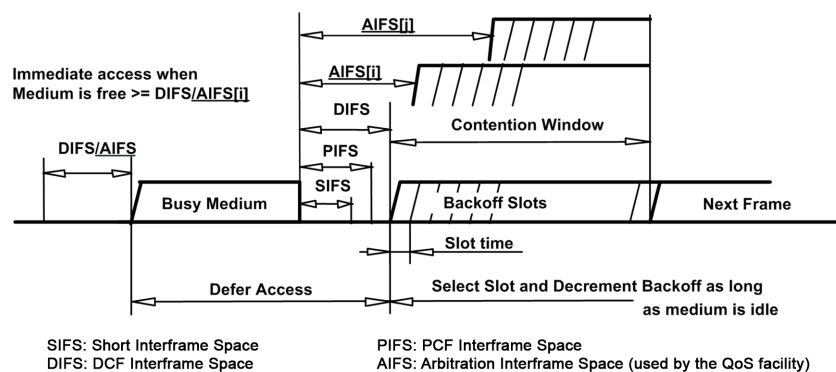 AIFS[j]
Immediate access when
Medium is free >= DIFS/AIFS[i]
AIFS[i]
DIFS
Contention Window
DIFS/AIFS
PIFS
SIFS
Busy Medium
Backoff Slots
Next Frame
Slot time
Defer Access
Select Slot and Decrement Backoff as long
as medium is idle
SIFS: Short Interframe Space
PIFS: PCF Interframe Space
DIFS: DCF Interframe Space
AIFS: Arbitration Interframe Space (used by the QoS facility)